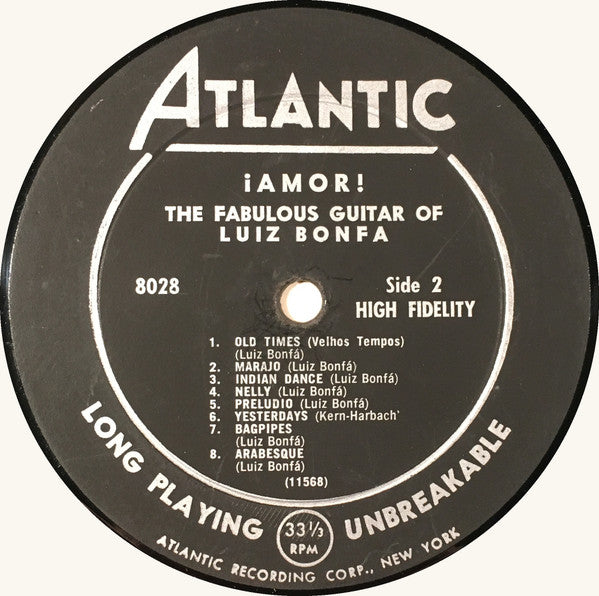 ATLANTIC
¡AMOR!
THE FABULOUS GUITAR OF
LUIZ BONFA
8028
Side 2
HIGH FIDELITY
1. OLD TIMES (Velhos Tempos)
(Luiz Bonfá)
2. MARAJO (Luiz Bonfá)
3. INDIAN DANCE (Luiz Bonfá)
4. NELLY (Luiz Bonfá)
5. PRELUDIO (Luiz Bonfá)
6. YESTERDAYS (Kern-Harbach)
7. BAGPIPES
(Luiz Bonfá)
8. ARABESQUE
(Luiz Bonfá)
(11568)
LONG PLAYING
33⅓
RPM
UNBREAKABLE
ATLANTIC RECORDING CORP., NEW YORK